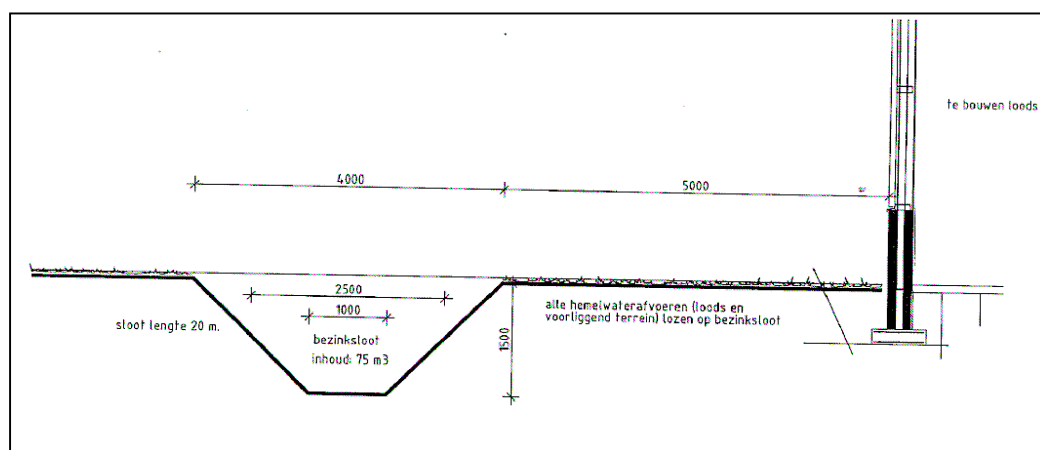 te bouwen loods
4000
5000
2500
1000
1500
sloot lengte 20 m.
bezinksloot
inhoud: 75 m3
alle hemelwaterafvoeren (loods en
voorliggend terrein) lozen op bezinksloot